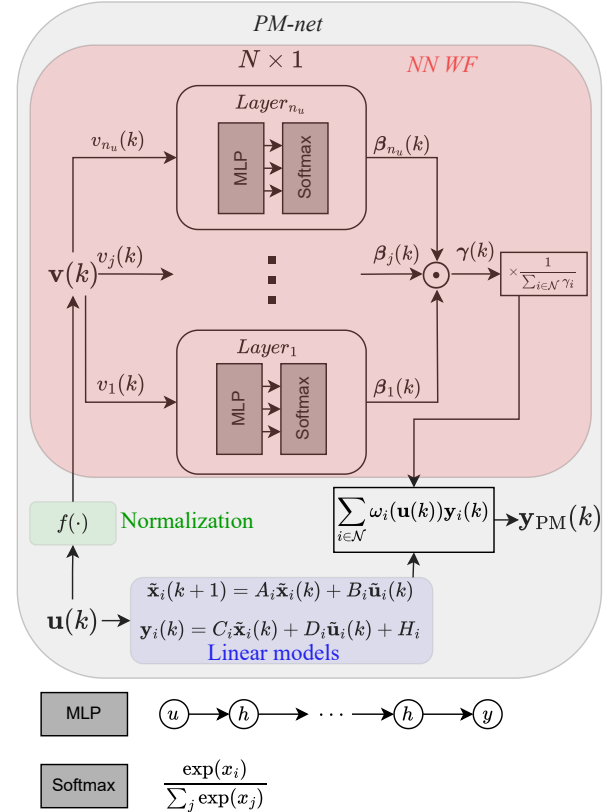 PM-net
N × 1
NN WF
Layer_{n_u}
MLP
Softmax
v_{n_u}(k)
β_{n_u}(k)
v(k)
v_j(k)
β_j(k)
γ(k)
× 1 / ∑_{i∈𝒩} γ_i
Layer_1
MLP
Softmax
v_1(k)
β_1(k)
f(·)
Normalization
∑_{i∈𝒩} ω_i(u(k))y_i(k)
y_{PM}(k)
u(k)
x̃_i(k+1) = A_i x̃_i(k) + B_i ũ_i(k)
y_i(k) = C_i x̃_i(k) + D_i ũ_i(k) + H_i
Linear models
MLP
u h ··· h y
Softmax
exp(x_i) / ∑_j exp(x_j)